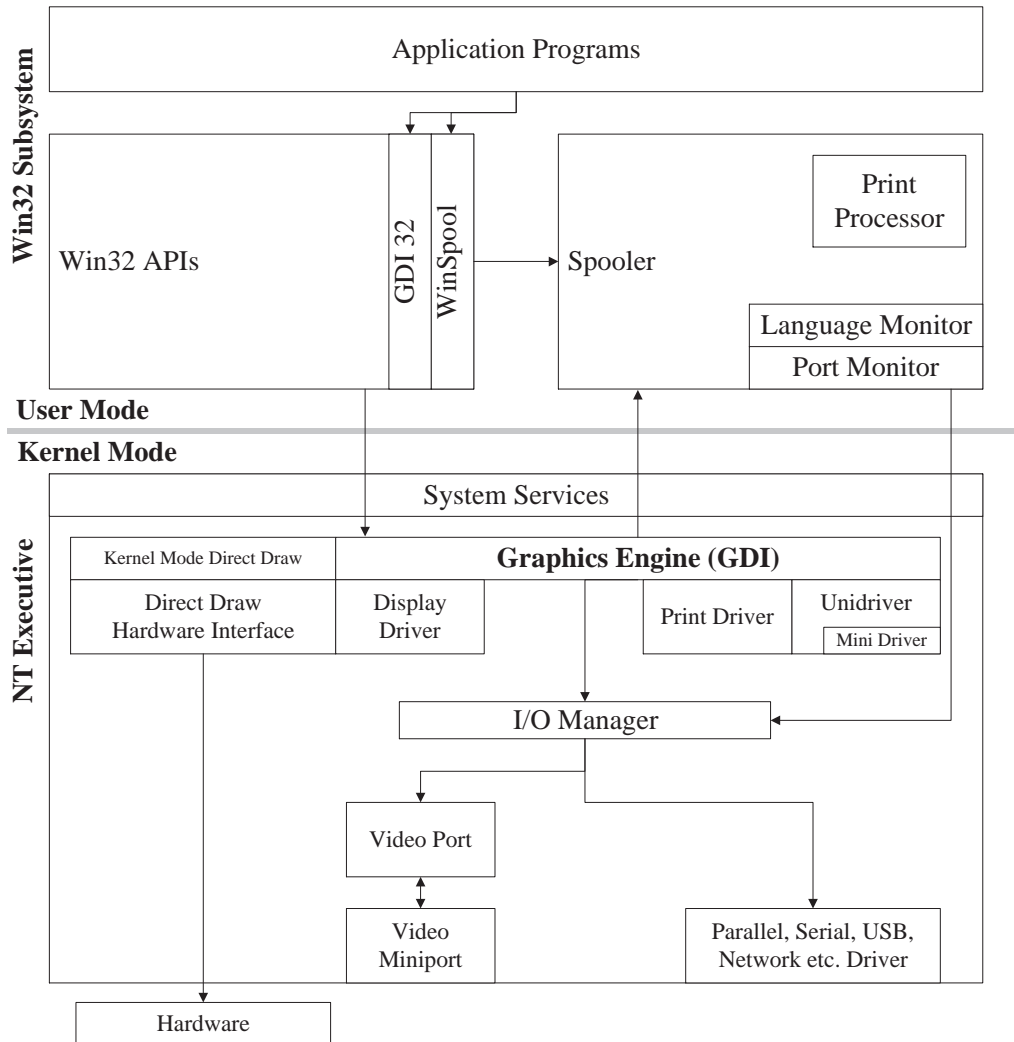 Application Programs
Win32 Subsystem
Win32 APIs
GDI 32
WinSpool
Spooler
Print
Processor
Language Monitor
Port Monitor
User Mode
Kernel Mode
NT Executive
System Services
Kernel Mode Direct Draw
Graphics Engine (GDI)
Direct Draw
Hardware Interface
Display
Driver
Print Driver
Unidriver
Mini Driver
I/O Manager
Video Port
Video
Miniport
Parallel, Serial, USB,
Network etc. Driver
Hardware